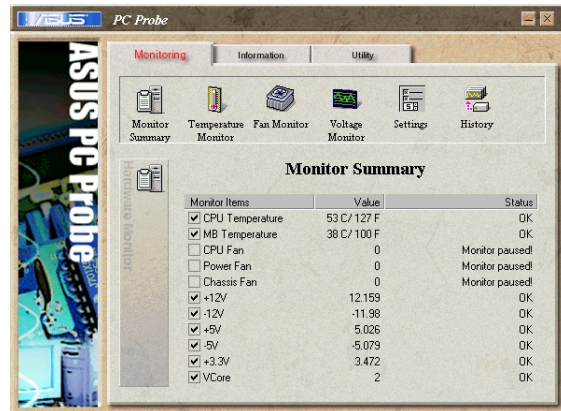 ASUS PC Probe
ASUS PC Probe
Monitoring Information Utility
Monitor Summary
Temperature Monitor
Fan Monitor
Voltage Monitor
Settings
History
Hardware Monitor
Monitor Summary
Monitor Items Value Status
CPU Temperature 53 C/ 127 F OK
MB Temperature 38 C/ 100 F OK
CPU Fan 0 Monitor paused!
Power Fan 0 Monitor paused!
Chassis Fan 0 Monitor paused!
+12V 12.159 OK
-12V -11.98 OK
+5V 5.026 OK
-5V -5.079 OK
+3.3V 3.472 OK
VCore 2 OK